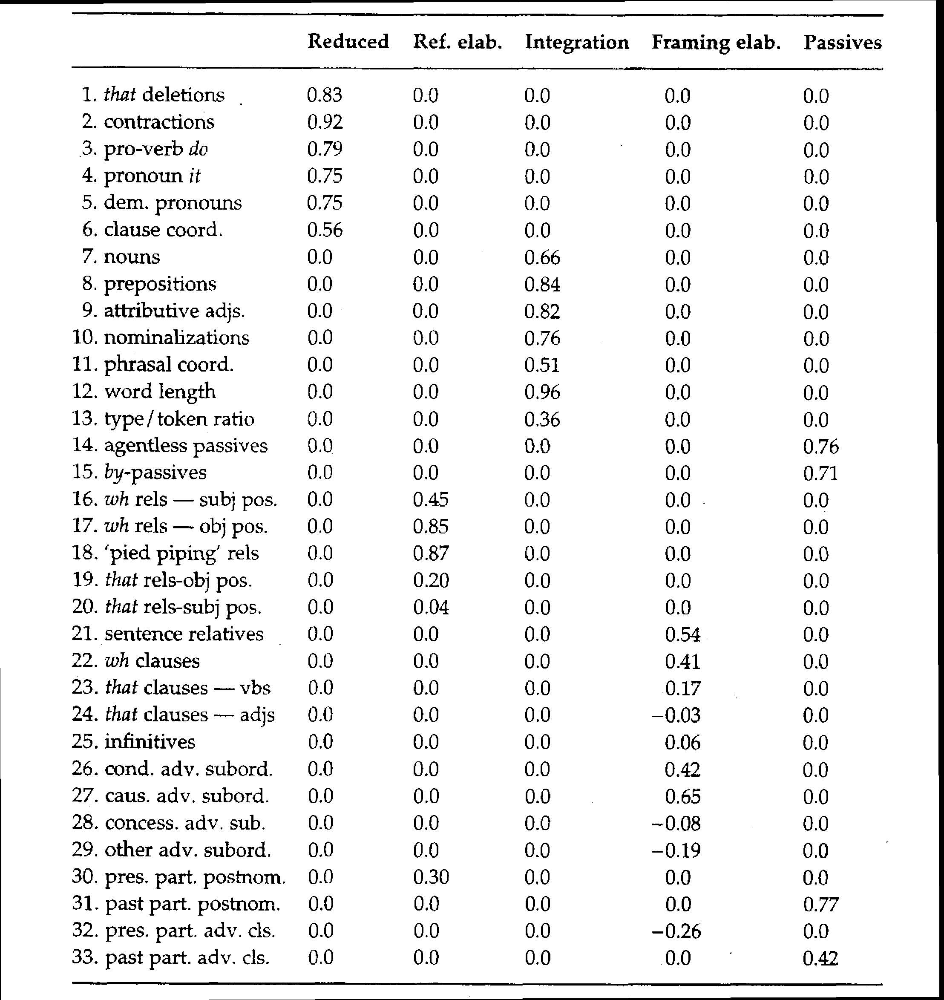 Reduced Ref. elab. Integration Framing elab. Passives
1. that deletions 0.83 0.0 0.0 0.0 0.0
2. contractions 0.92 0.0 0.0 0.0 0.0
3. pro-verb do 0.79 0.0 0.0 0.0 0.0
4. pronoun it 0.75 0.0 0.0 0.0 0.0
5. dem. pronouns 0.75 0.0 0.0 0.0 0.0
6. clause coord. 0.56 0.0 0.0 0.0 0.0
7. nouns 0.0 0.0 0.66 0.0 0.0
8. prepositions 0.0 0.0 0.84 0.0 0.0
9. attributive adjs. 0.0 0.0 0.82 0.0 0.0
10. nominalizations 0.0 0.0 0.76 0.0 0.0
11. phrasal coord. 0.0 0.0 0.51 0.0 0.0
12. word length 0.0 0.0 0.96 0.0 0.0
13. type/token ratio 0.0 0.0 0.36 0.0 0.0
14. agentless passives 0.0 0.0 0.0 0.0 0.76
15. by-passives 0.0 0.0 0.0 0.0 0.71
16. wh rels — subj pos. 0.0 0.45 0.0 0.0 0.0
17. wh rels — obj pos. 0.0 0.85 0.0 0.0 0.0
18. ‘pied piping’ rels 0.0 0.87 0.0 0.0 0.0
19. that rels-obj pos. 0.0 0.20 0.0 0.0 0.0
20. that rels-subj pos. 0.0 0.04 0.0 0.0 0.0
21. sentence relatives 0.0 0.0 0.0 0.54 0.0
22. wh clauses 0.0 0.0 0.0 0.41 0.0
23. that clauses — vbs 0.0 0.0 0.0 0.17 0.0
24. that clauses — adjs 0.0 0.0 0.0 −0.03 0.0
25. infinitives 0.0 0.0 0.0 0.06 0.0
26. cond. adv. subord. 0.0 0.0 0.0 0.42 0.0
27. caus. adv. subord. 0.0 0.0 0.0 0.65 0.0
28. concess. adv. sub. 0.0 0.0 0.0 −0.08 0.0
29. other adv. subord. 0.0 0.0 0.0 −0.19 0.0
30. pres. part. postnom. 0.0 0.30 0.0 0.0 0.0
31. past part. postnom. 0.0 0.0 0.0 0.0 0.77
32. pres. part. adv. cls. 0.0 0.0 0.0 −0.26 0.0
33. past part. adv. cls. 0.0 0.0 0.0 0.0 0.42